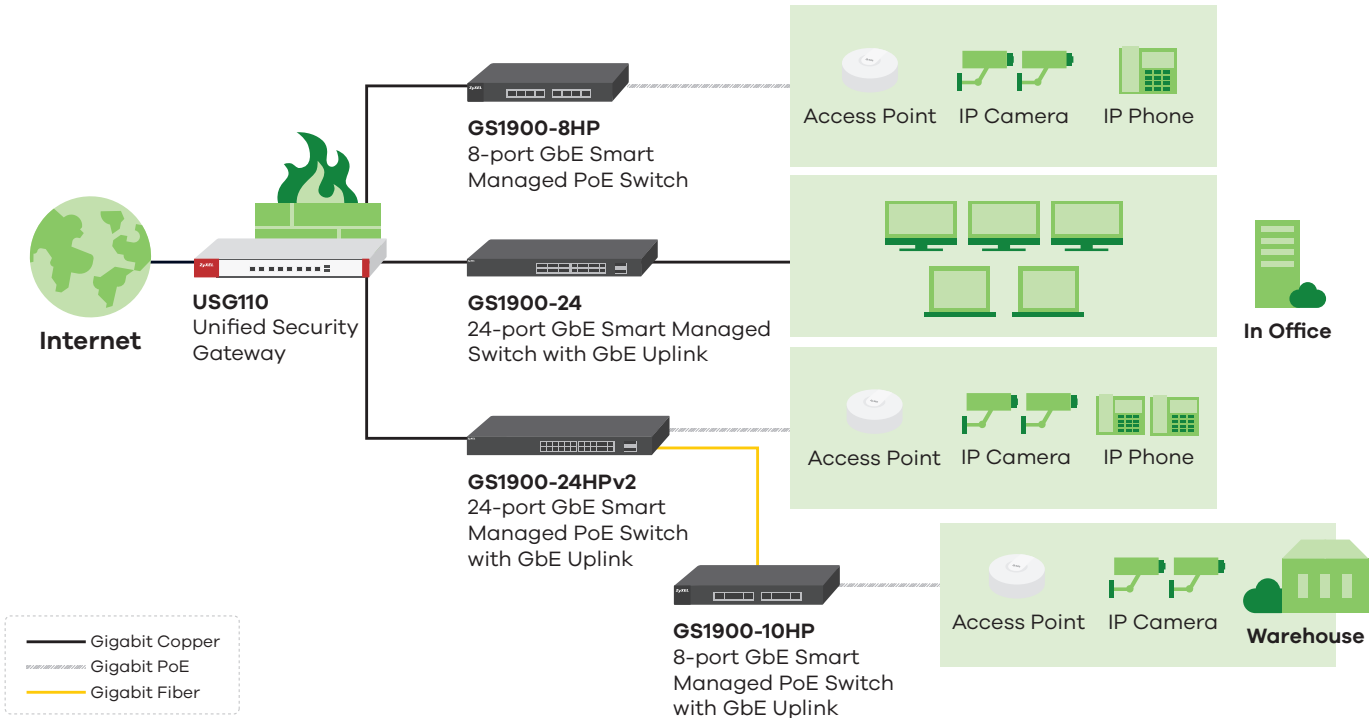 ZyXEL
GS1900-8HP
8-port GbE Smart
Managed PoE Switch
Access Point
IP Camera
IP Phone
Internet
ZyXEL
USG110
Unified Security
Gateway
GS1900-24
24-port GbE Smart Managed
Switch with GbE Uplink
In Office
GS1900-24HPv2
24-port GbE Smart
Managed PoE Switch
with GbE Uplink
Access Point
IP Camera
IP Phone
ZyXEL
GS1900-10HP
8-port GbE Smart
Managed PoE Switch
with GbE Uplink
Access Point
IP Camera
Warehouse
Gigabit Copper
Gigabit PoE
Gigabit Fiber